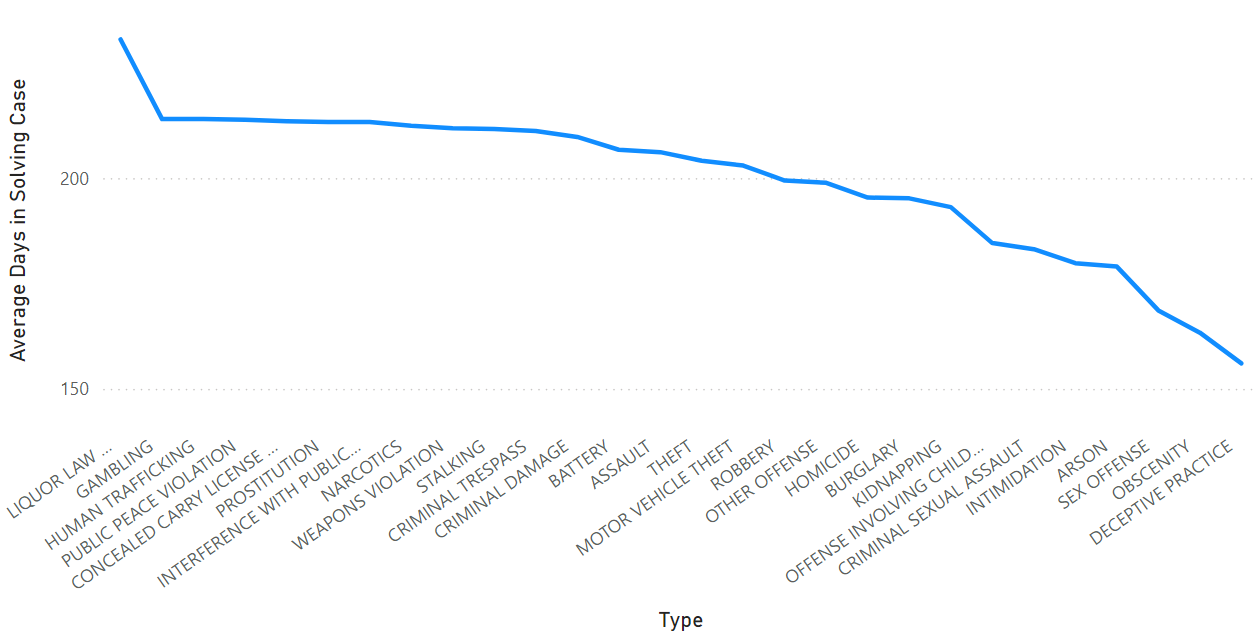 Average Days in Solving Case
200
150
LIQUOR LAW ...
GAMBLING
HUMAN TRAFFICKING
PUBLIC PEACE VIOLATION
CONCEALED CARRY LICENSE ...
PROSTITUTION
INTERFERENCE WITH PUBLIC...
NARCOTICS
WEAPONS VIOLATION
STALKING
CRIMINAL TRESPASS
CRIMINAL DAMAGE
BATTERY
ASSAULT
THEFT
MOTOR VEHICLE THEFT
ROBBERY
OTHER OFFENSE
HOMICIDE
BURGLARY
KIDNAPPING
OFFENSE INVOLVING CHILD...
CRIMINAL SEXUAL ASSAULT
INTIMIDATION
ARSON
SEX OFFENSE
OBSCENITY
DECEPTIVE PRACTICE
Type